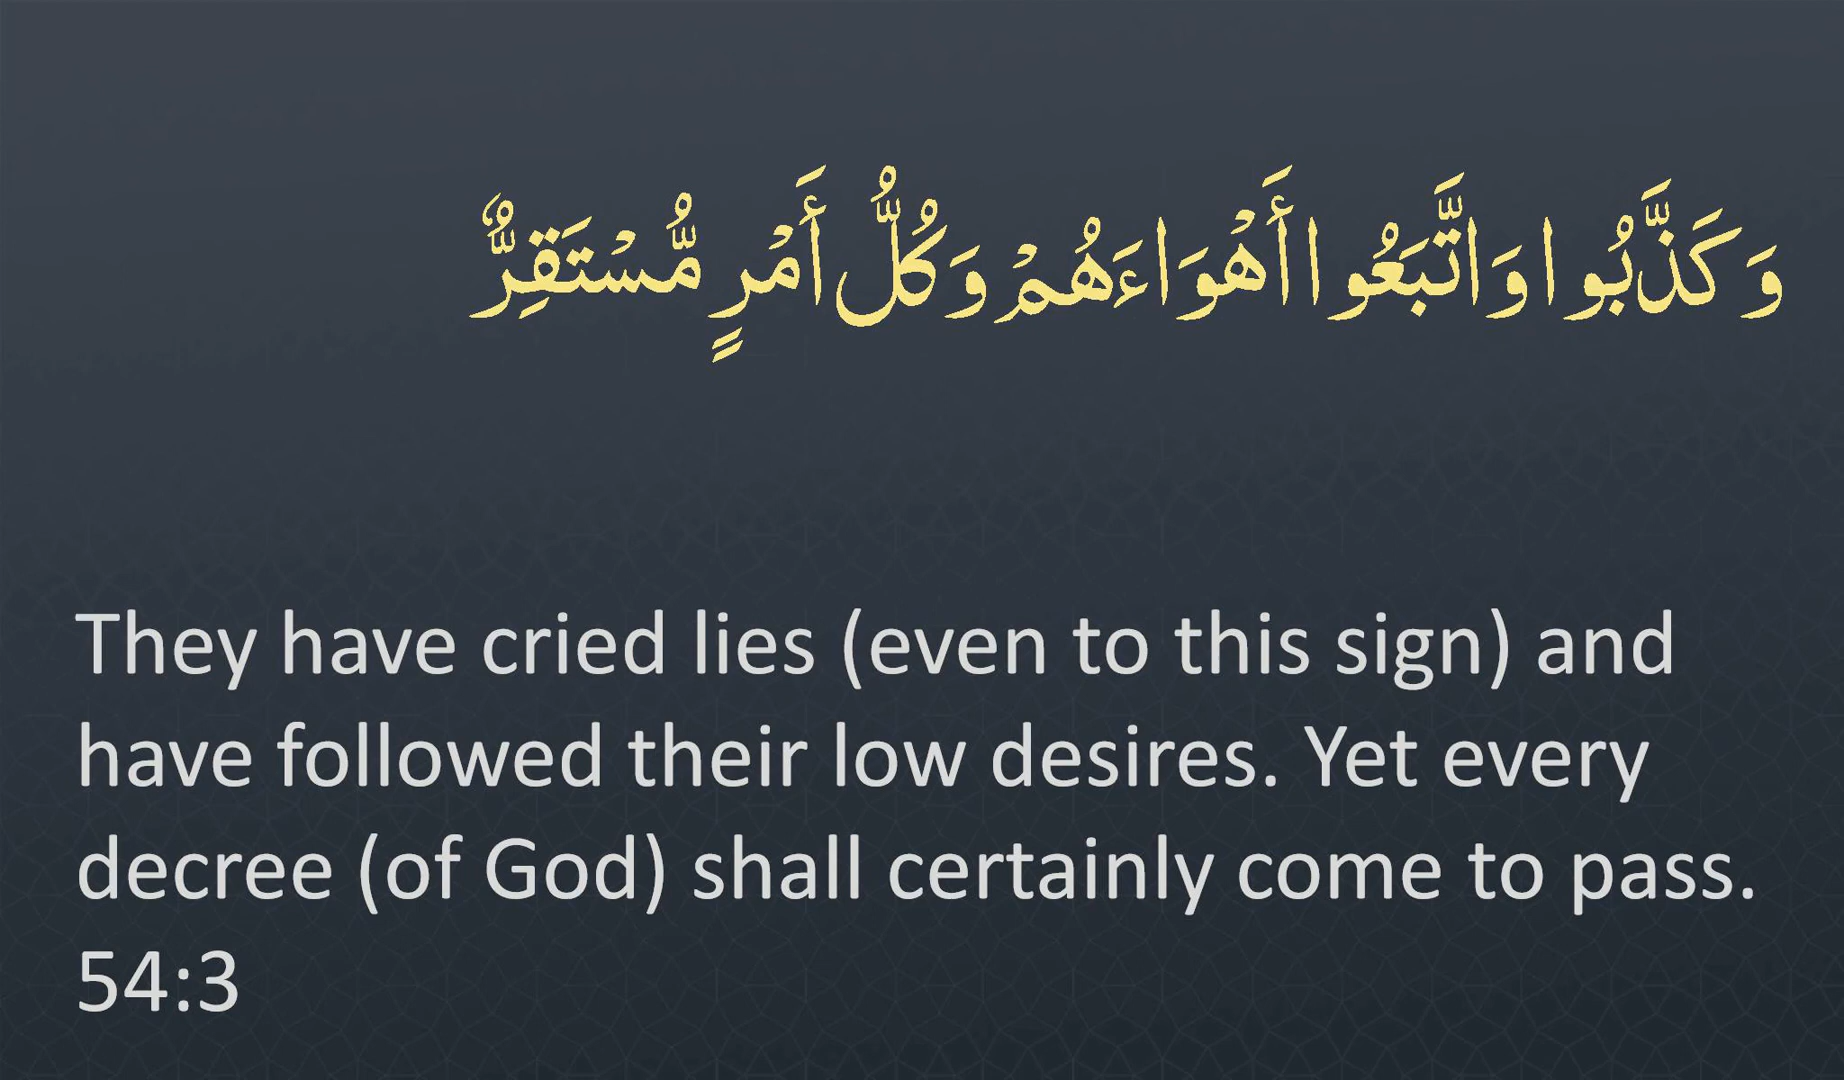 وَكَذَّبُوا وَاتَّبَعُوا أَهْوَاءَهُمْ وَكُلُّ أَمْرٍ مُّسْتَقِرٌّ
They have cried lies (even to this sign) and
have followed their low desires. Yet every
decree (of God) shall certainly come to pass.
54:3